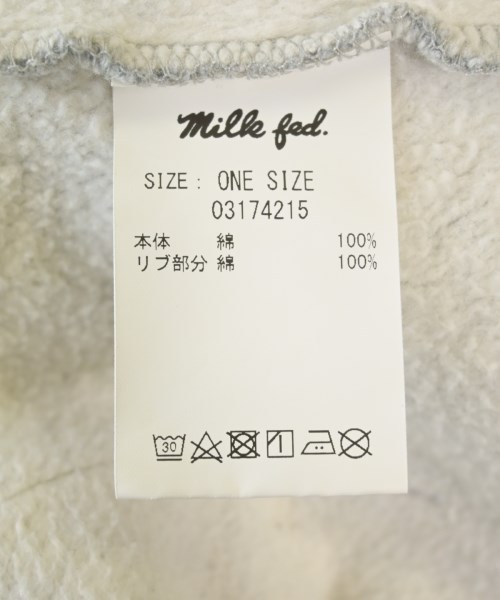 Milk fed.
SIZE : ONE SIZE
03174215
本体 綿 100%
リブ部分 綿 100%
30